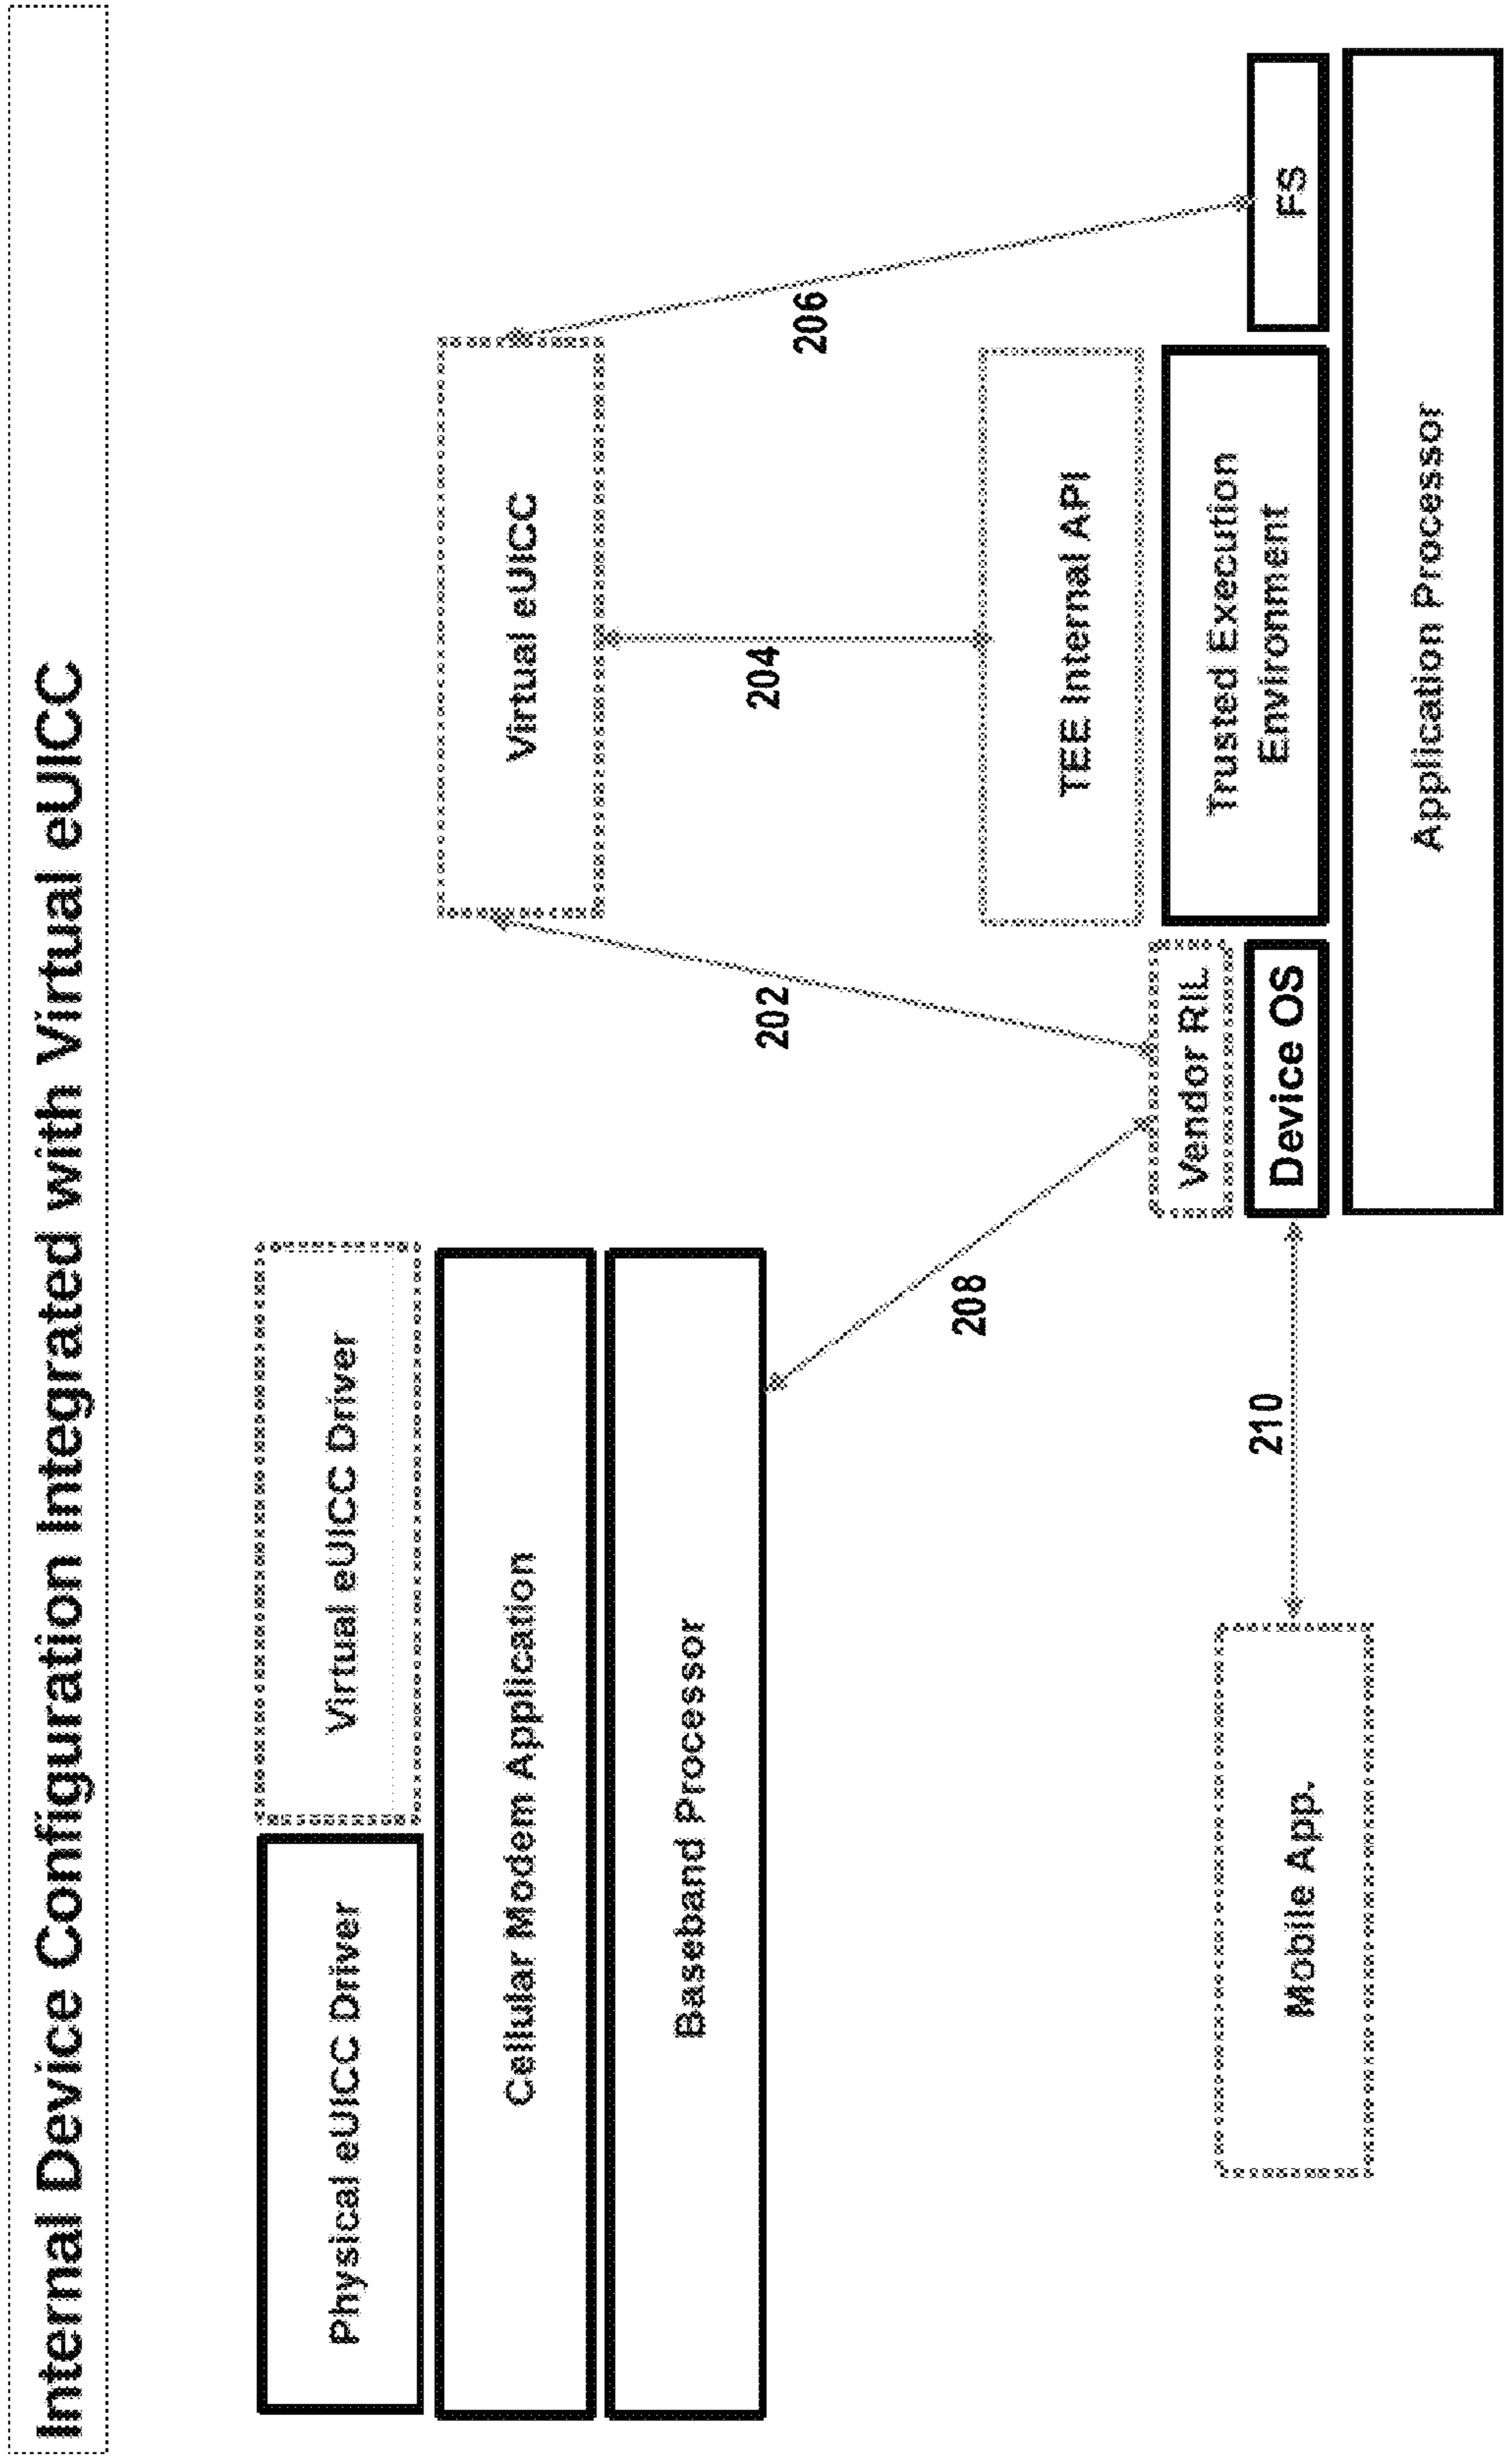 Internal Device Configuration Integrated with Virtual eUICC
Physical eUICC Driver
Virtual eUICC Driver
Cellular Modem Application
Baseband Processor
Virtual eUICC
202
204
206
208
TEE Internal API
Vendor RIL
Device OS
Trusted Execution
Environment
FS
210
Mobile App.
Application Processor